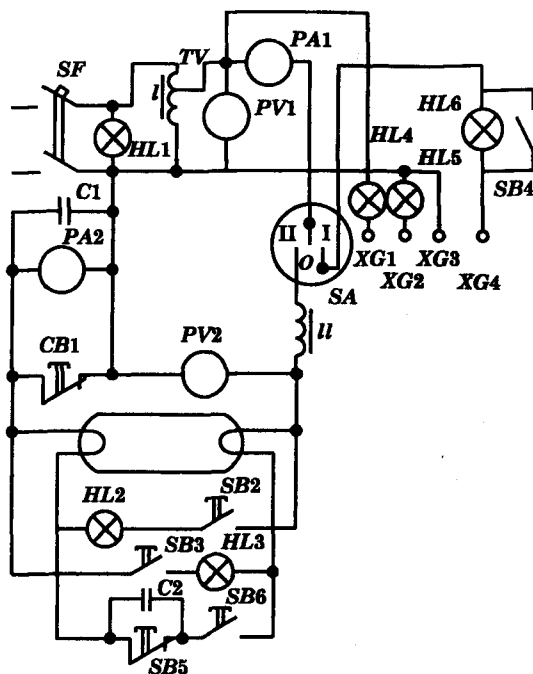 SF
TV
PA1
l
HL1
PV1
HL4
HL6
HL5
SB4
C1
PA2
II
I
O
SA
XG1
XG2
XG3
XG4
CB1
PV2
ll
HL2
SB2
SB3
HL3
C2
SB6
SB5